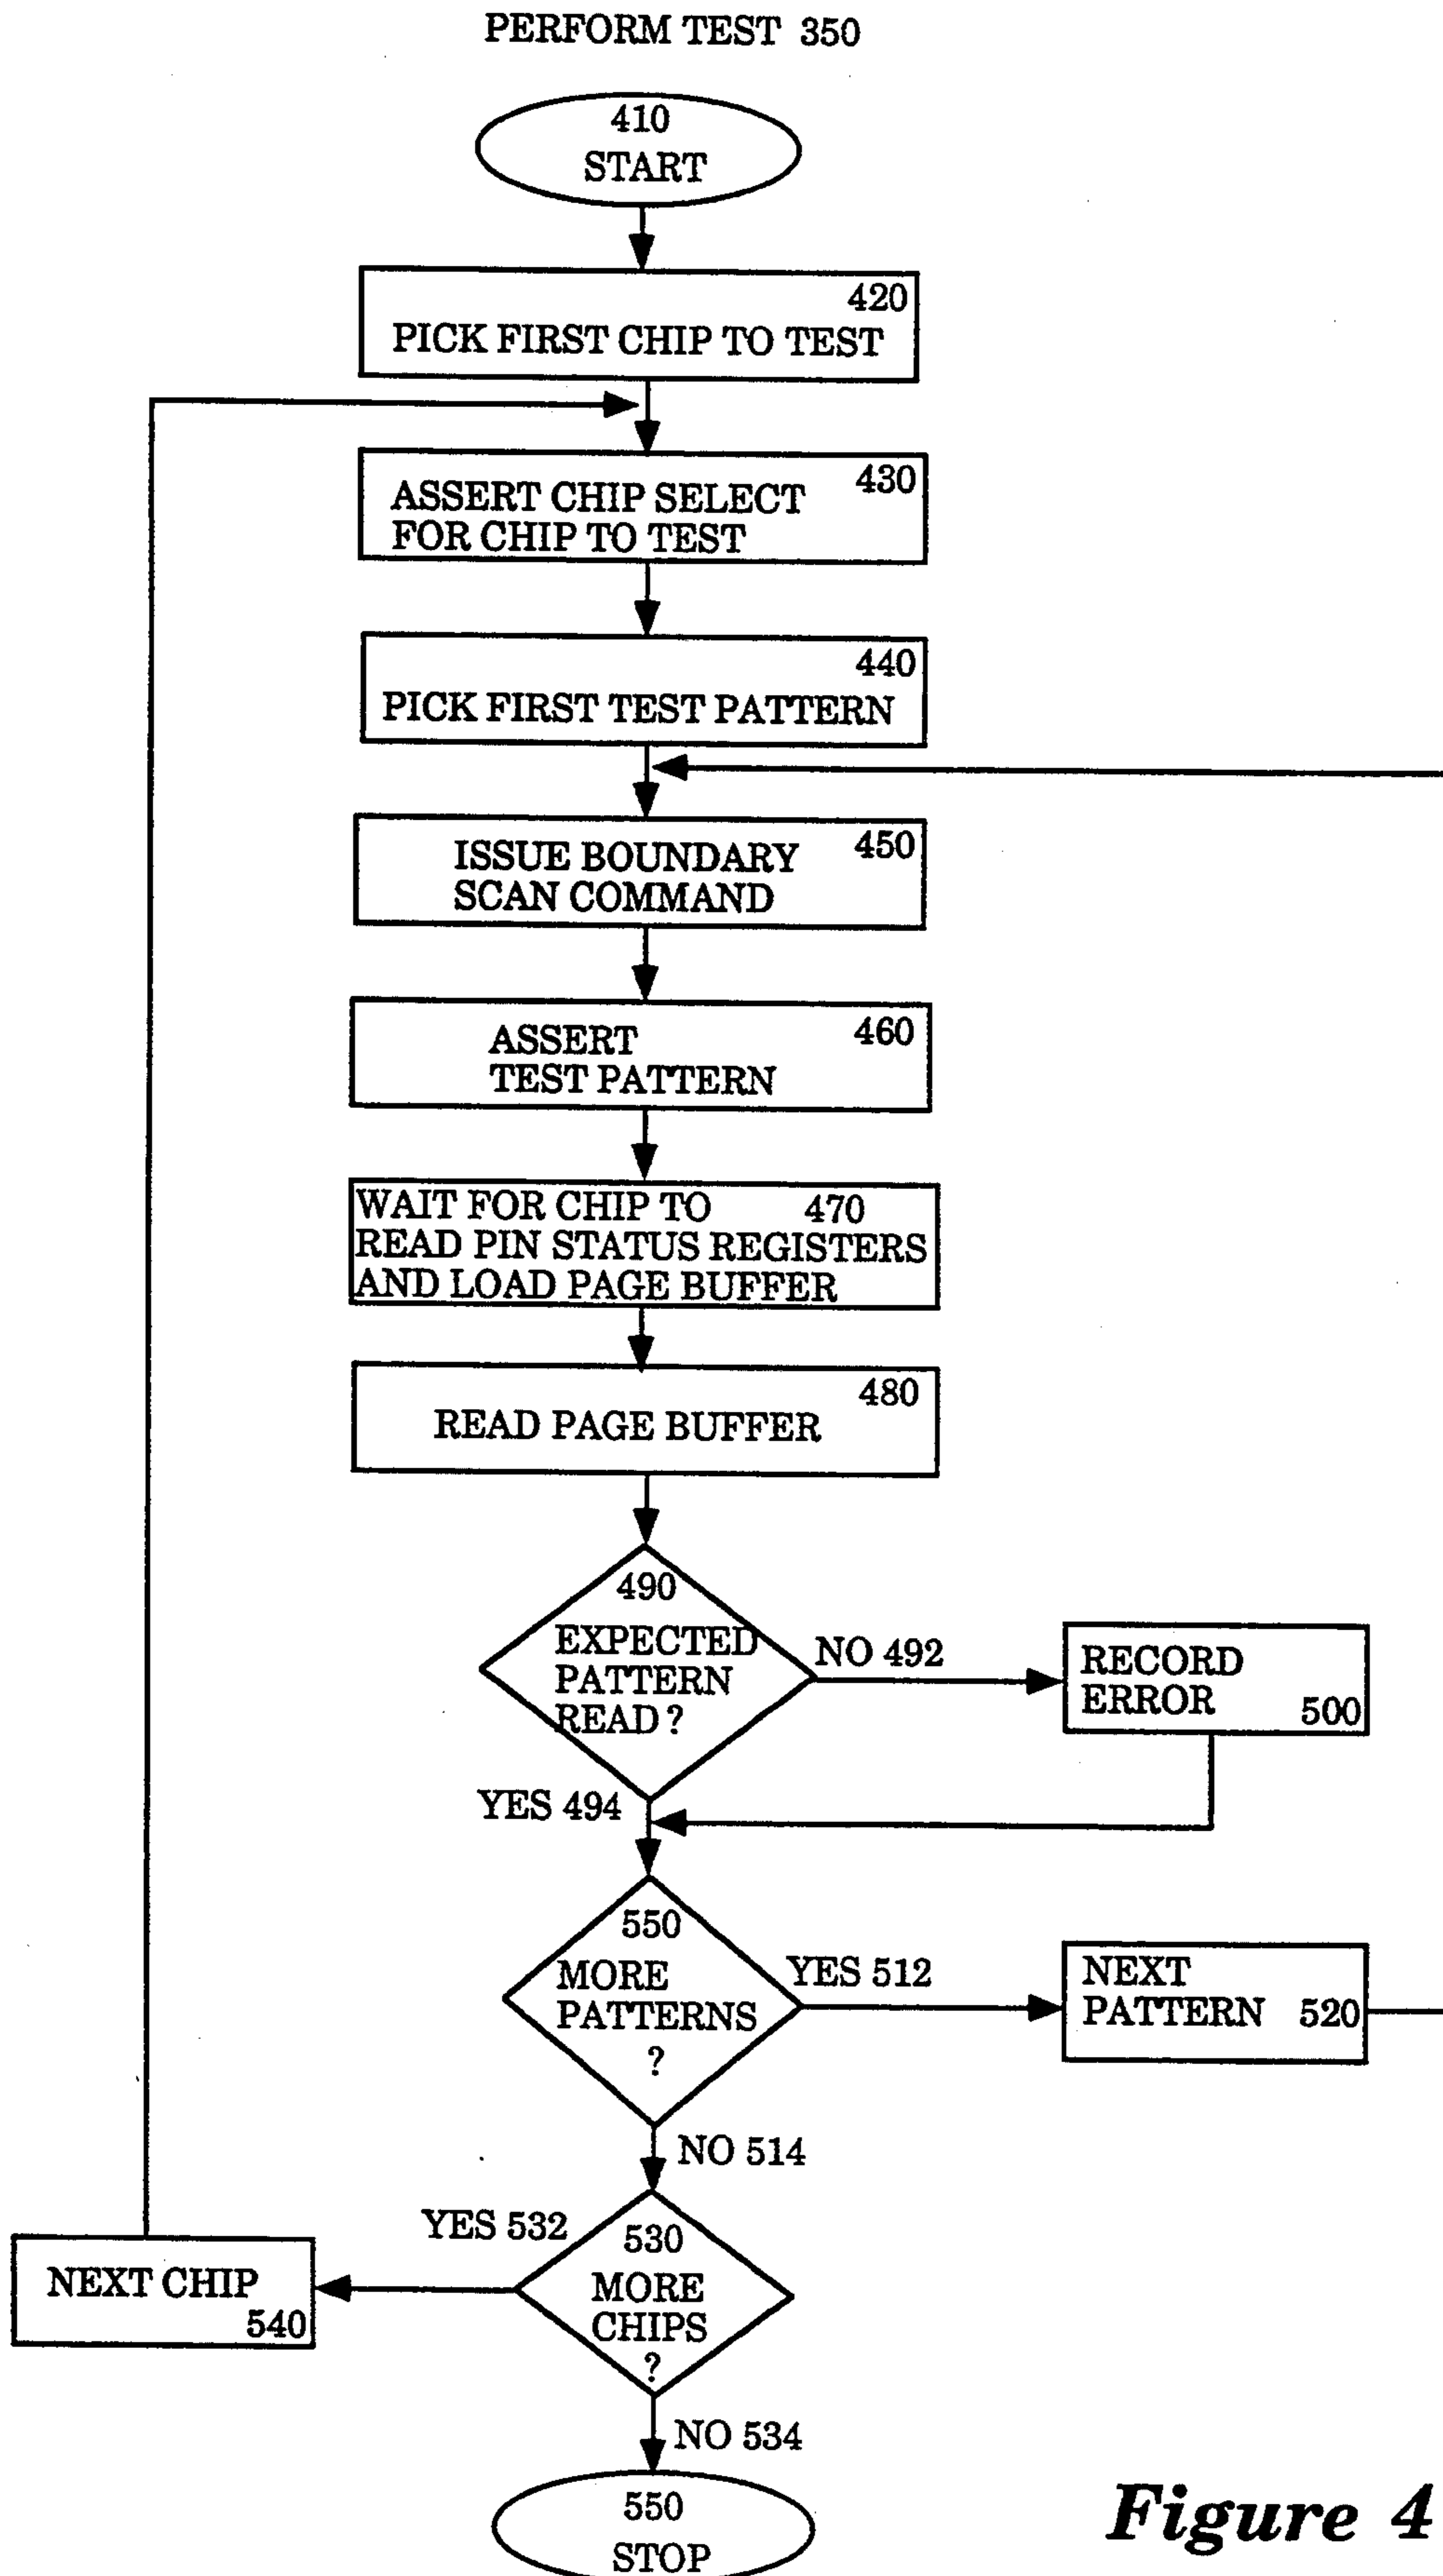 PERFORM TEST 350
410
START
420
PICK FIRST CHIP TO TEST
430
ASSERT CHIP SELECT
FOR CHIP TO TEST
440
PICK FIRST TEST PATTERN
450
ISSUE BOUNDARY
SCAN COMMAND
460
ASSERT
TEST PATTERN
WAIT FOR CHIP TO 470
READ PIN STATUS REGISTERS
AND LOAD PAGE BUFFER
480
READ PAGE BUFFER
490
EXPECTED
PATTERN
READ ?
NO 492
RECORD
ERROR
500
YES 494
550
MORE
PATTERNS
?
YES 512
NEXT
PATTERN 520
NO 514
YES 532
530
MORE
CHIPS
?
NEXT CHIP
540
NO 534
550
STOP
Figure 4